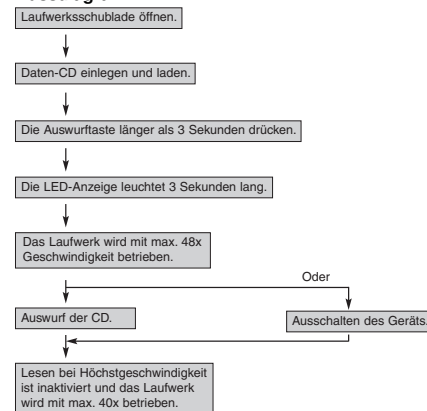 Laufwerksschublade öffnen.
Daten-CD einlegen und laden.
Die Auswurftaste länger als 3 Sekunden drücken.
Die LED-Anzeige leuchtet 3 Sekunden lang.
Das Laufwerk wird mit max. 48x
Geschwindigkeit betrieben.
Oder
Auswurf der CD.
Ausschalten des Geräts.
Lesen bei Höchstgeschwindigkeit
ist inaktiviert und das Laufwerk
wird mit max. 40x betrieben.